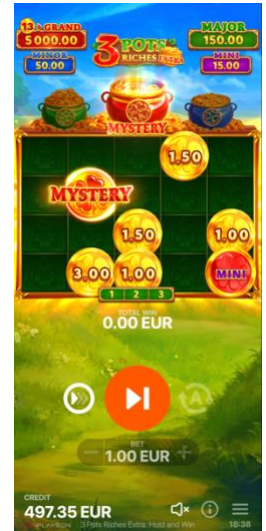 GRAND
5 000.00
MINOR
50.00
3 POTS
RICHES EXTRA
MAJOR
150.00
MINI
15.00
MYSTERY
1.50
MYSTERY
1.50
1.00
3.00
1.00
MINI
1 2 3
TOTAL WIN
0.00 EUR
A
BET
1.00 EUR
CREDIT
497.35 EUR
PLAYSON
3 Pots Riches Extra: Hold and Win
18:38